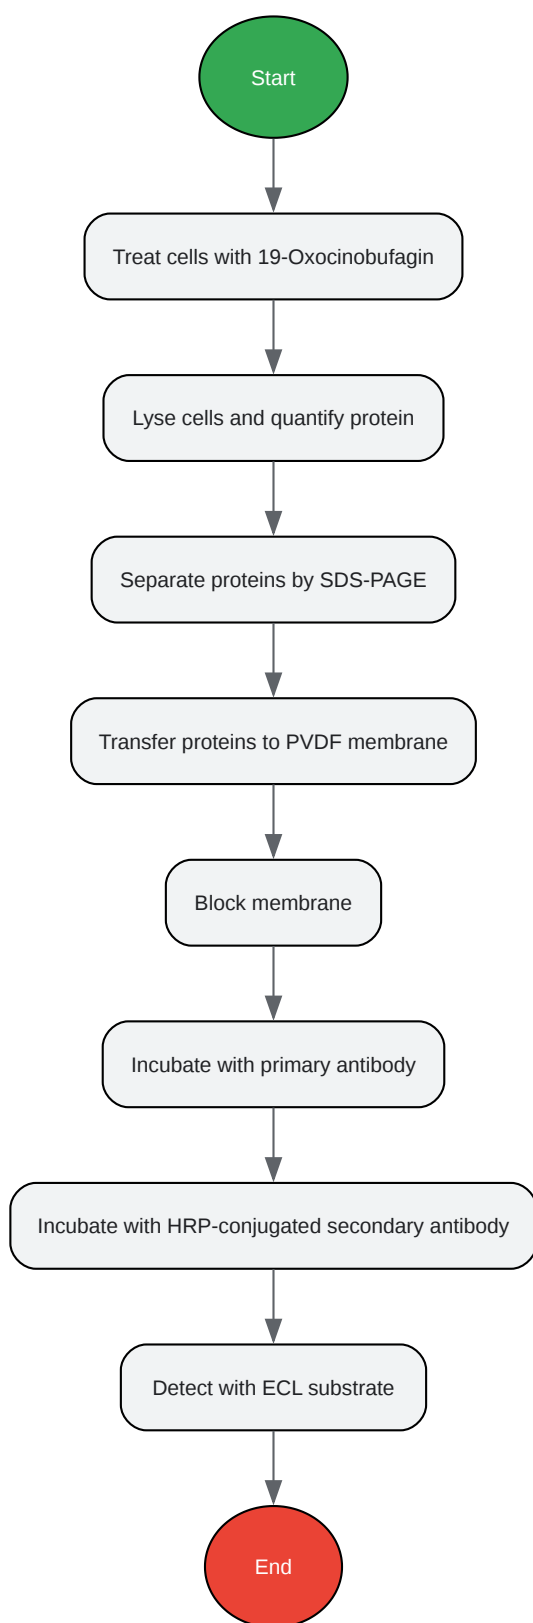 Start
Treat cells with 19-Oxocinobufagin
Lyse cells and quantify protein
Separate proteins by SDS-PAGE
Transfer proteins to PVDF membrane
Block membrane
Incubate with primary antibody
Incubate with HRP-conjugated secondary antibody
Detect with ECL substrate
End